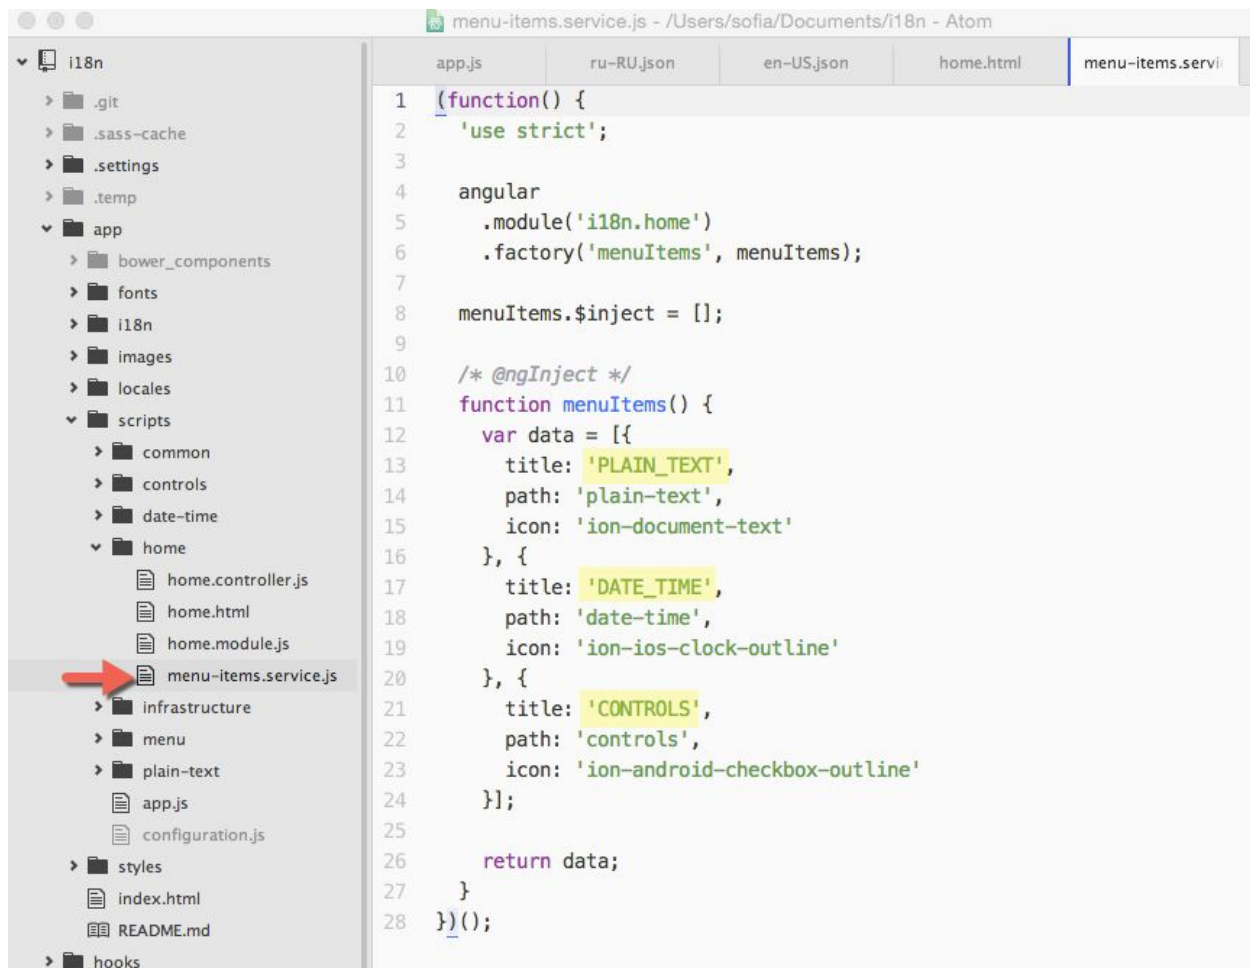 menu-items.service.js - /Users/sofia/Documents/i18n - Atom
i18n
.git
.sass-cache
.settings
.temp
app
bower_components
fonts
i18n
images
locales
scripts
common
controls
date-time
home
home.controller.js
home.html
home.module.js
menu-items.service.js
infrastructure
menu
plain-text
app.js
configuration.js
styles
index.html
README.md
hooks
app.js ru-RU.json en-US.json home.html menu-items.servi
1 (function() {
2 'use strict';
3
4 angular
5 .module('i18n.home')
6 .factory('menuItems', menuItems);
7
8 menuItems.$inject = [];
9
10 /* @ngInject */
11 function menuItems() {
12 var data = [{
13 title: 'PLAIN_TEXT',
14 path: 'plain-text',
15 icon: 'ion-document-text'
16 }, {
17 title: 'DATE_TIME',
18 path: 'date-time',
19 icon: 'ion-ios-clock-outline'
20 }, {
21 title: 'CONTROLS',
22 path: 'controls',
23 icon: 'ion-android-checkbox-outline'
24 }];
25
26 return data;
27 }
28 })();